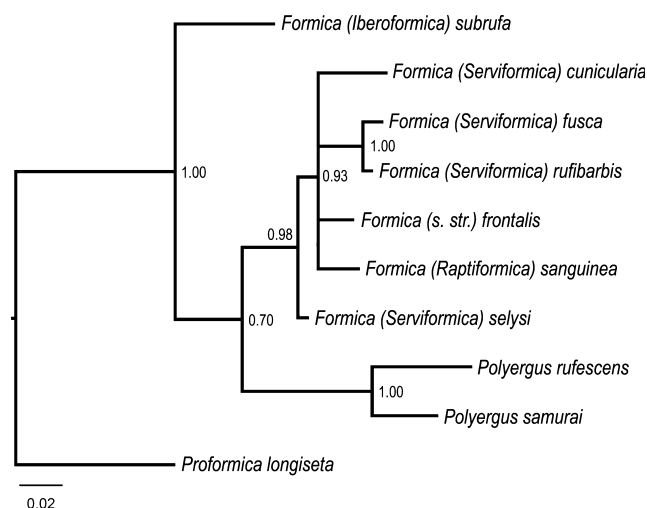 Formica (Iberoformica) subrufa
Formica (Serviformica) cunicularia
Formica (Serviformica) fusca
1.00
Formica (Serviformica) rufibarbis
1.00
0.93
Formica (s. str.) frontalis
0.98
Formica (Raptiformica) sanguinea
0.70
Formica (Serviformica) selysi
Polyergus rufescens
1.00
Polyergus samurai
Proformica longiseta
0.02